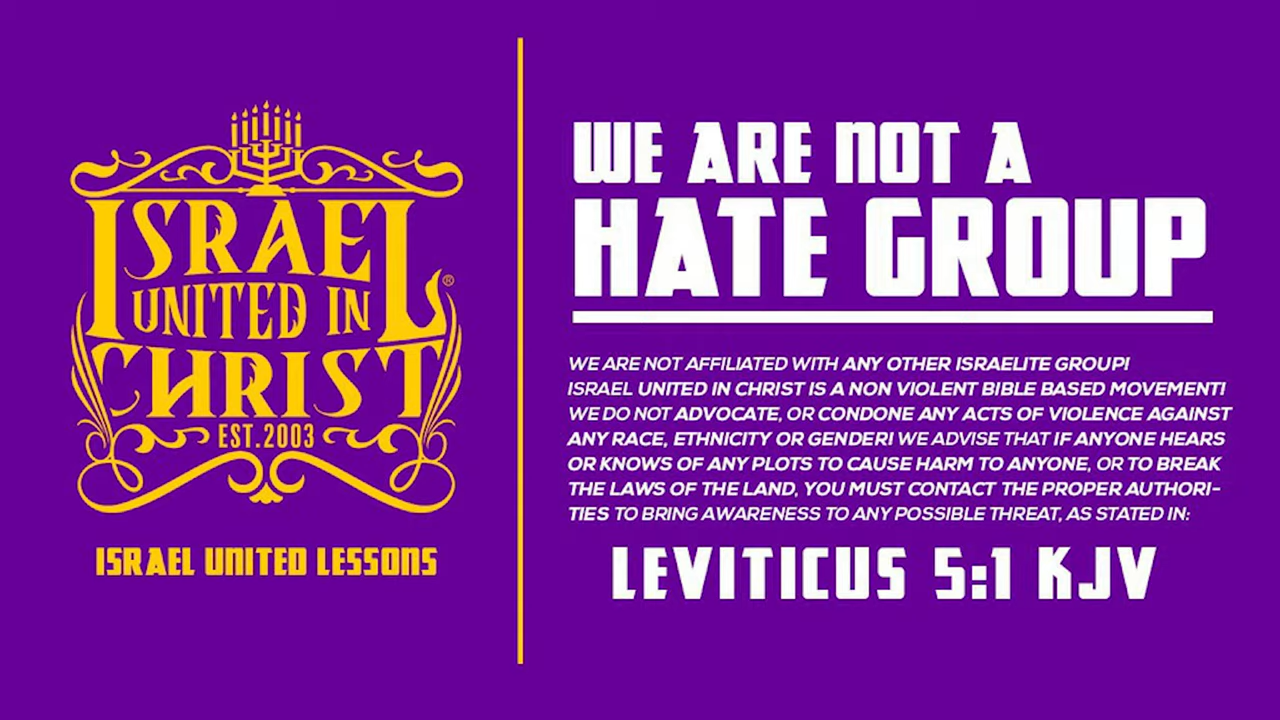 ISRAEL
UNITED IN
CHRIST
EST.2003
®
ISRAEL UNITED LESSONS
WE ARE NOT A
HATE GROUP
WE ARE NOT AFFILIATED WITH ANY OTHER ISRAELITE GROUP!
ISRAEL UNITED IN CHRIST IS A NON VIOLENT BIBLE BASED MOVEMENT!
WE DO NOT ADVOCATE, OR CONDONE ANY ACTS OF VIOLENCE AGAINST
ANY RACE, ETHNICITY OR GENDER! WE ADVISE THAT IF ANYONE HEARS
OR KNOWS OF ANY PLOTS TO CAUSE HARM TO ANYONE, OR TO BREAK
THE LAWS OF THE LAND, YOU MUST CONTACT THE PROPER AUTHORI-
TIES TO BRING AWARENESS TO ANY POSSIBLE THREAT, AS STATED IN:
LEVITICUS 5:1 KJV